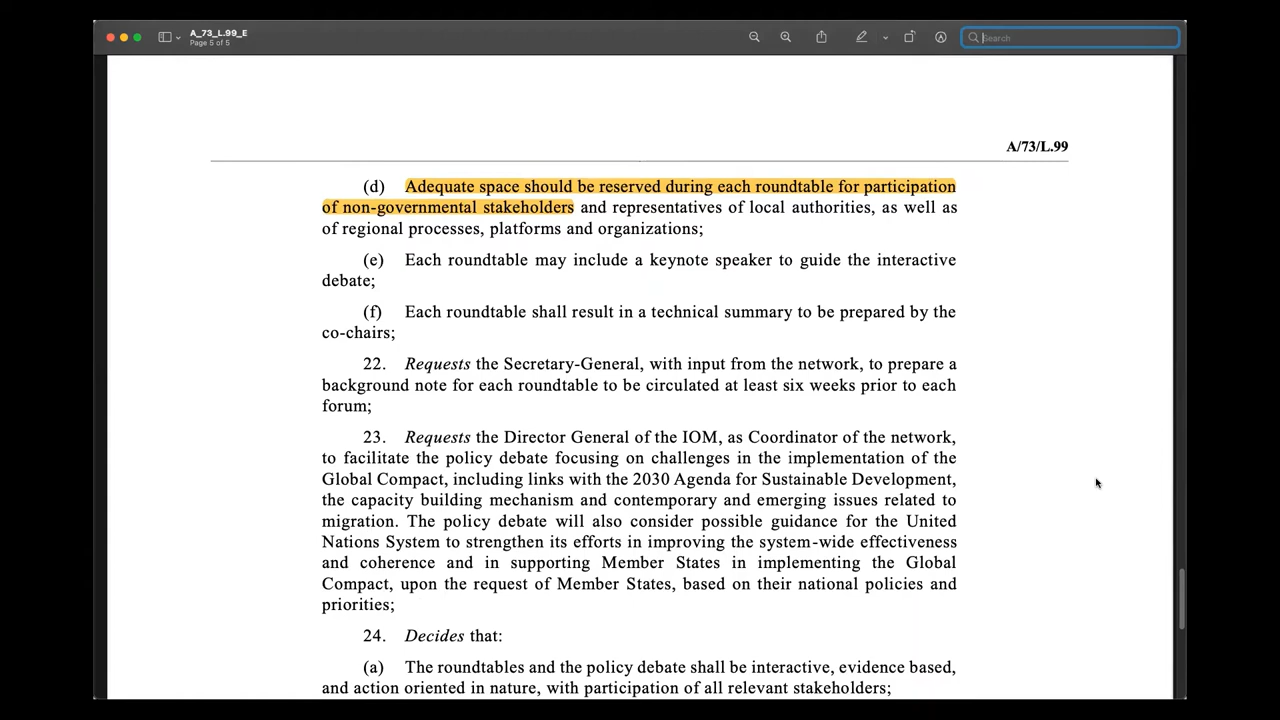 A_73_L.99_E
Page 5 of 5
Search
A/73/L.99
(d) Adequate space should be reserved during each roundtable for participation
of non-governmental stakeholders and representatives of local authorities, as well as
of regional processes, platforms and organizations;
(e) Each roundtable may include a keynote speaker to guide the interactive
debate;
(f) Each roundtable shall result in a technical summary to be prepared by the
co-chairs;
22. Requests the Secretary-General, with input from the network, to prepare a
background note for each roundtable to be circulated at least six weeks prior to each
forum;
23. Requests the Director General of the IOM, as Coordinator of the network,
to facilitate the policy debate focusing on challenges in the implementation of the
Global Compact, including links with the 2030 Agenda for Sustainable Development,
the capacity building mechanism and contemporary and emerging issues related to
migration. The policy debate will also consider possible guidance for the United
Nations System to strengthen its efforts in improving the system-wide effectiveness
and coherence and in supporting Member States in implementing the Global
Compact, upon the request of Member States, based on their national policies and
priorities;
24. Decides that:
(a) The roundtables and the policy debate shall be interactive, evidence based,
and action oriented in nature, with participation of all relevant stakeholders;